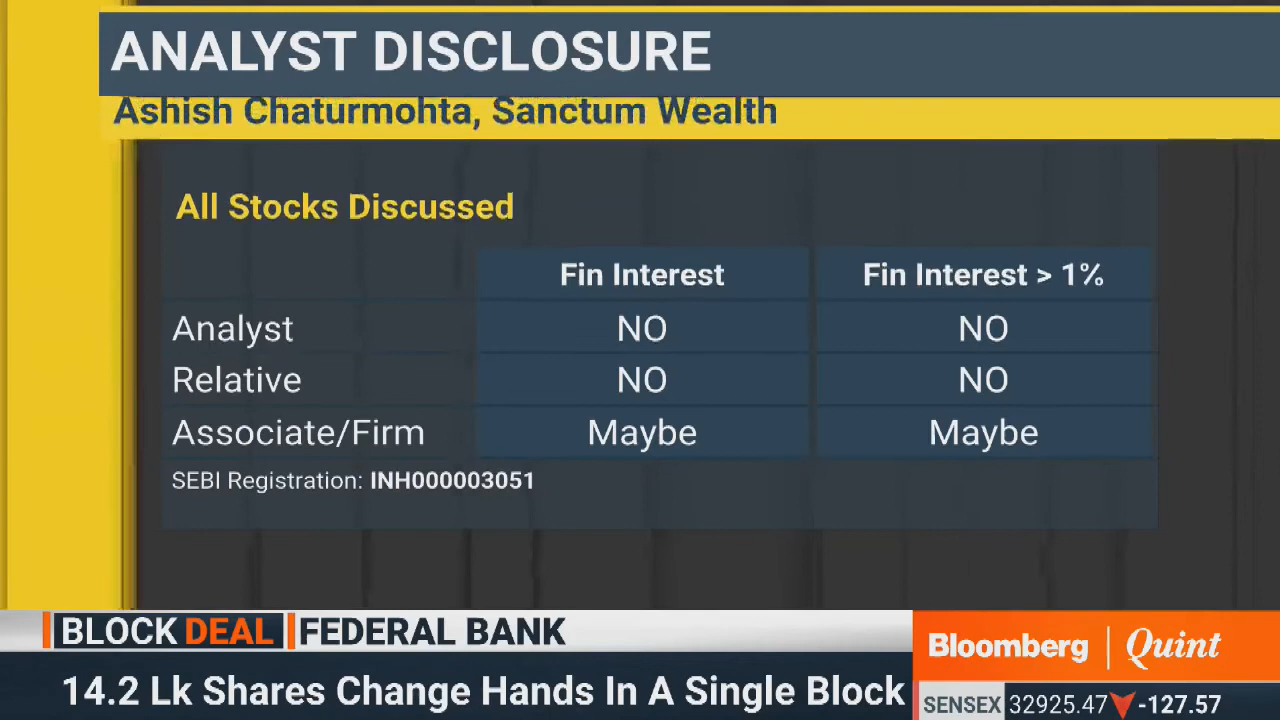 ANALYST DISCLOSURE
Ashish Chaturmohta, Sanctum Wealth
All Stocks Discussed
Fin Interest Fin Interest > 1%
Analyst NO NO
Relative NO NO
Associate/Firm Maybe Maybe
SEBI Registration: INH000003051
BLOCK DEAL FEDERAL BANK
14.2 Lk Shares Change Hands In A Single Block
Bloomberg | Quint
SENSEX 32925.47 -127.57